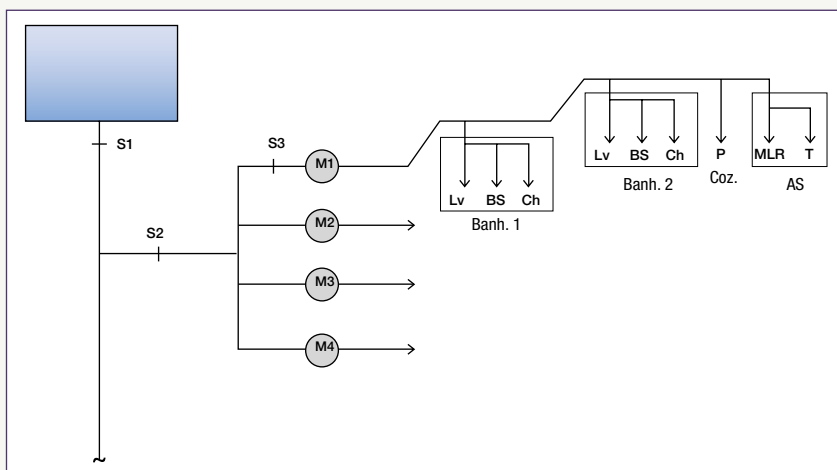 S1
S2
S3
M1
M2
M3
M4
Lv BS Ch
Banh. 1
Lv BS Ch
Banh. 2
P
Coz.
MLR T
AS
~